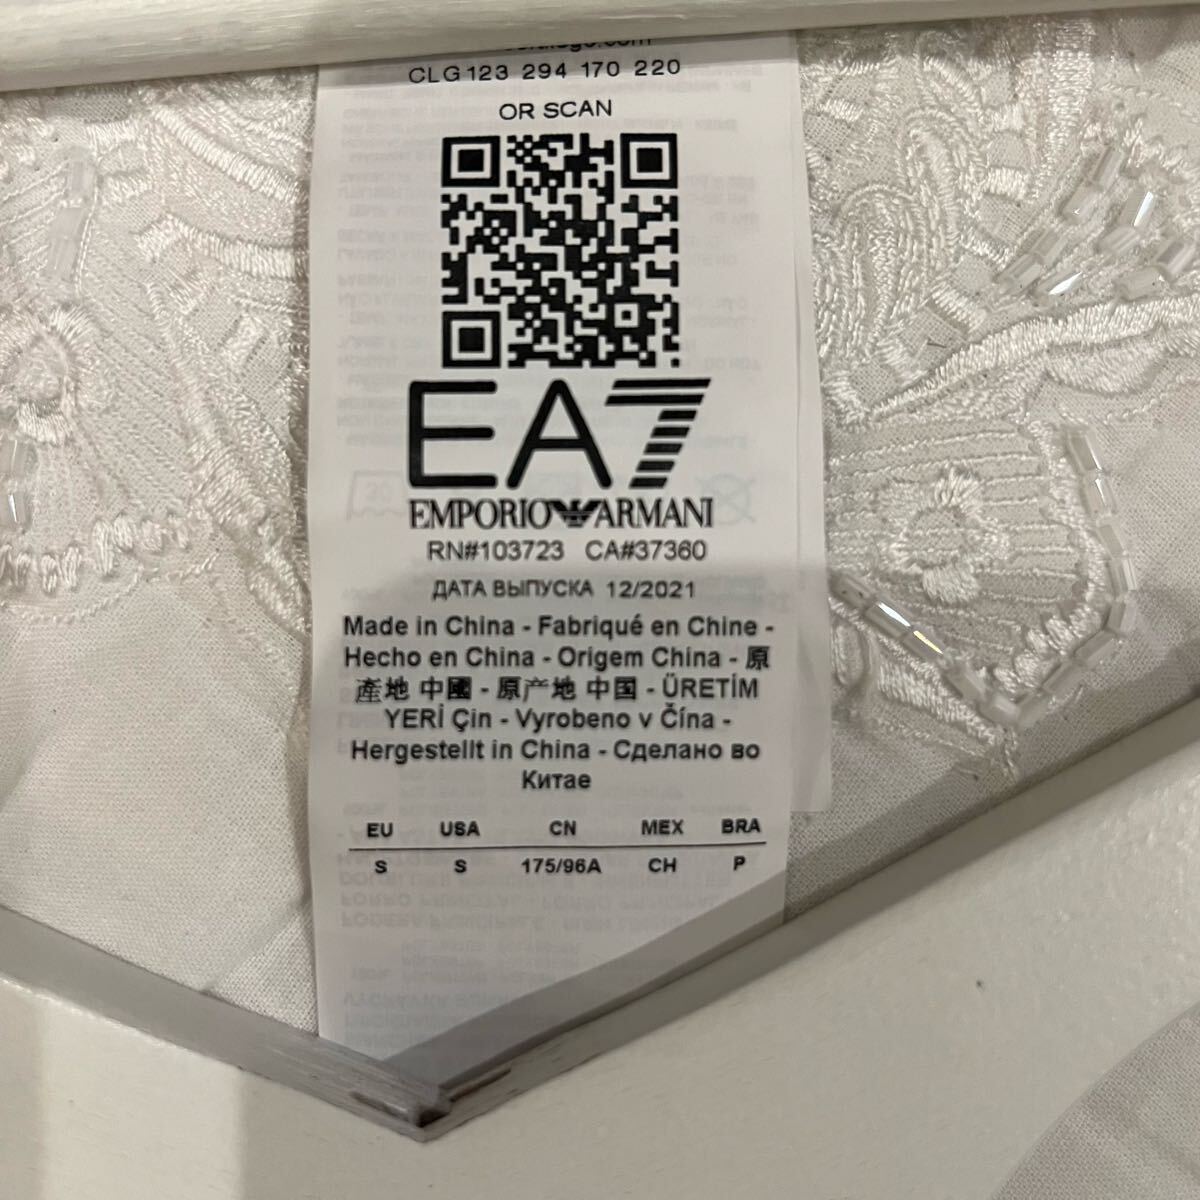 CLG 123 294 170 220
OR SCAN
EA7
EMPORIO ARMANI
RN#103723 CA#37360
ДАТА ВЫПУСКА 12/2021
Made in China - Fabriqué en Chine -
Hecho en China - Origem China - 原
產地 中國 - 原产地 中国 - ÜRETİM
YERİ Çin - Vyrobeno v Čína -
Hergestellt in China - Сделано во
Китае
EU USA CN MEX BRA
S S 175/96A CH P